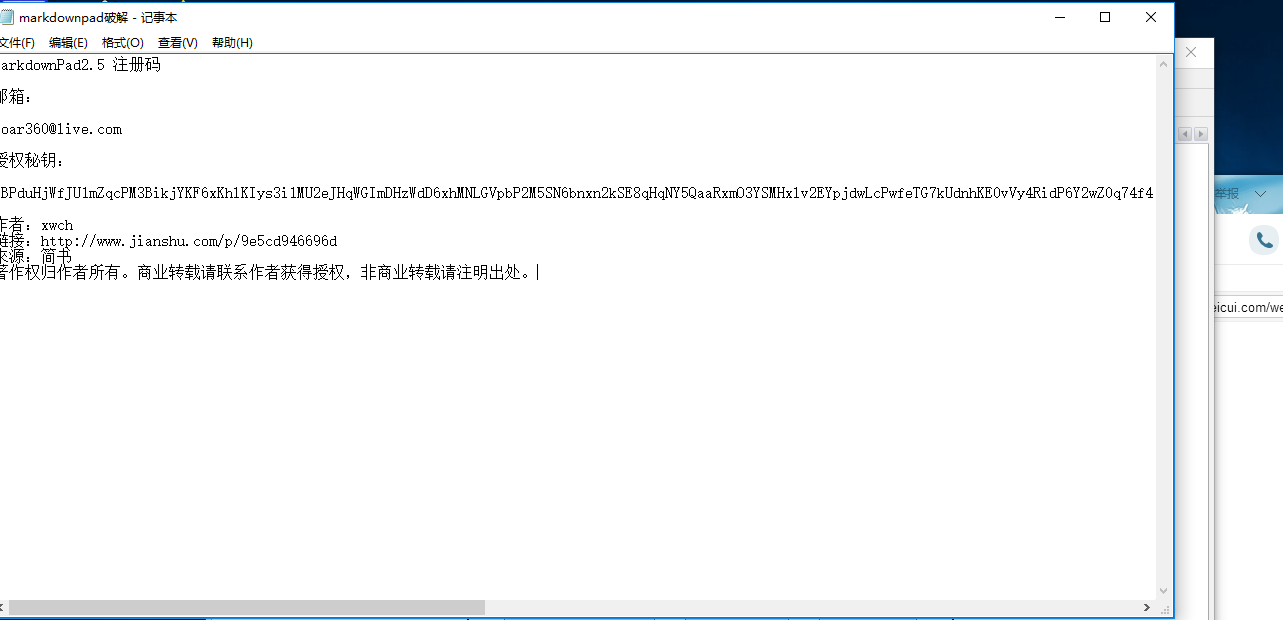 markdownpad破解 - 记事本
文件(F) 编辑(E) 格式(O) 查看(V) 帮助(H)
arkdownPad2.5 注册码
邮箱:
oar360@live.com
授权秘钥:
BPduHjWfJU1mZqcPM3BikjYKF6xKhlKIys3i1MU2eJHqWGImDHzWdD6xhMNLGVpbP2M5SN6bnxn2kSE8qHqNY5QaaRxmO3YSMHxlv2EYpjdwLcPwfeTG7kUdnhKE0vVy4RidP6Y2wZ0q74f4
作者: xwch
链接: http://www.jianshu.com/p/9e5cd946696d
来源: 简书
著作权归作者所有。商业转载请联系作者获得授权, 非商业转载请注明出处。
举报
eicui.com/we